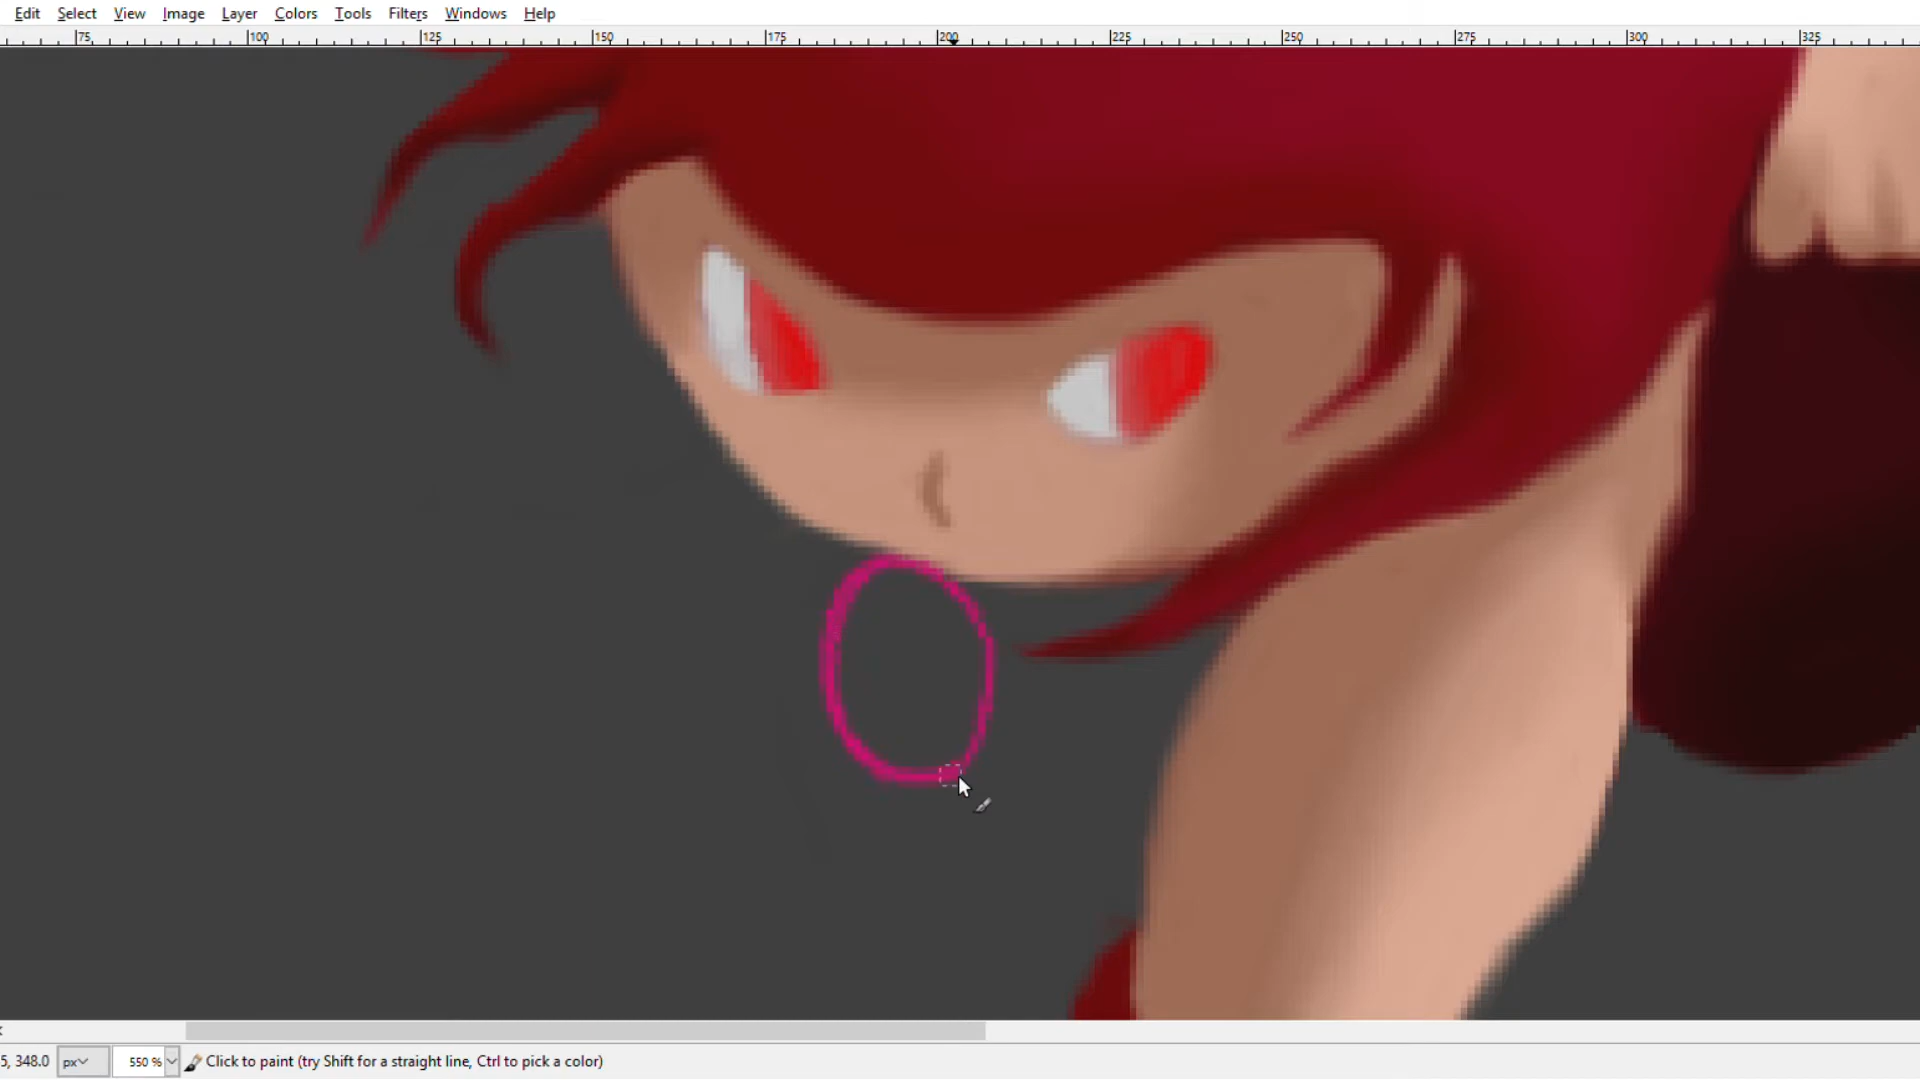 Edit Select View Image Layer Colors Tools Filters Windows Help
75 100 125 150 175 200 225 250 275 300 325
5, 348.0 px 550 % Click to paint (try Shift for a straight line, Ctrl to pick a color)